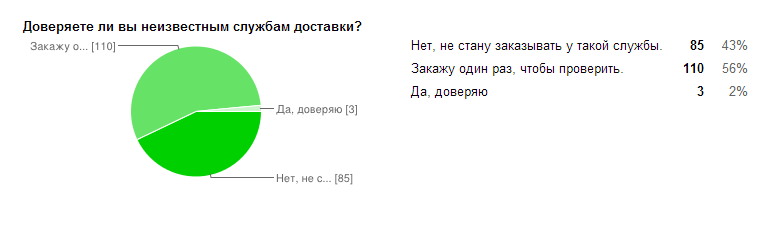 Доверяете ли вы неизвестным службам доставки?
Закажу о... [110]
Да, доверяю [3]
Нет, не с... [85]
Нет, не стану заказывать у такой службы. 85 43%
Закажу один раз, чтобы проверить. 110 56%
Да, доверяю 3 2%